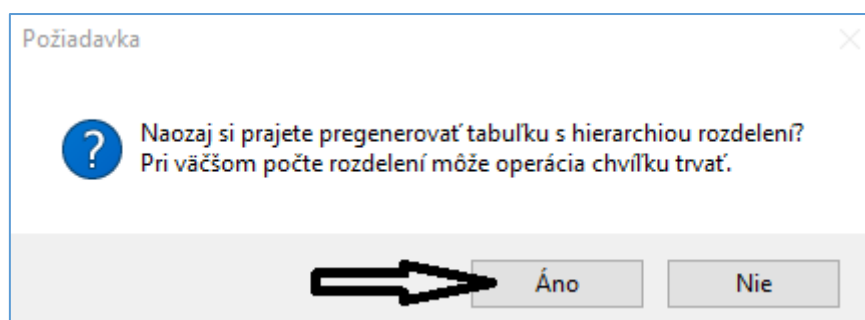 Požiadavka
Naozaj si prajete pregenerovať tabuľku s hierarchiou rozdelení?
Pri väčšom počte rozdelení môže operácia chvíľku trvať.
Áno
Nie